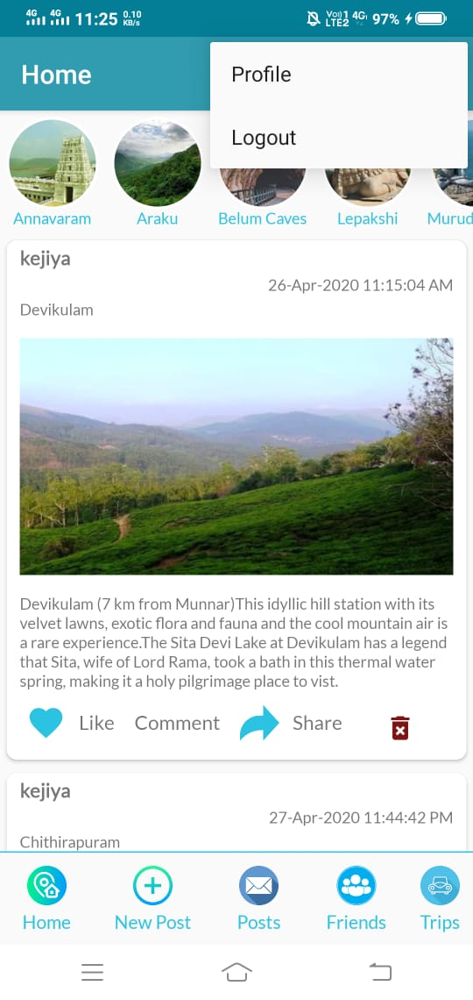 4G 4G 11:25 0.10 KB/s
VoI) 1 4G LTE2 97%
Home
Profile
Logout
Annavaram Araku Belum Caves Lepakshi Murud
kejiya
26-Apr-2020 11:15:04 AM
Devikulam
Devikulam (7 km from Munnar)This idyllic hill station with its
velvet lawns, exotic flora and fauna and the cool mountain air is
a rare experience.The Sita Devi Lake at Devikulam has a legend
that Sita, wife of Lord Rama, took a bath in this thermal water
spring, making it a holy pilgrimage place to vist.
Like Comment Share
kejiya
27-Apr-2020 11:44:42 PM
Chithirapuram
Home New Post Posts Friends Trips